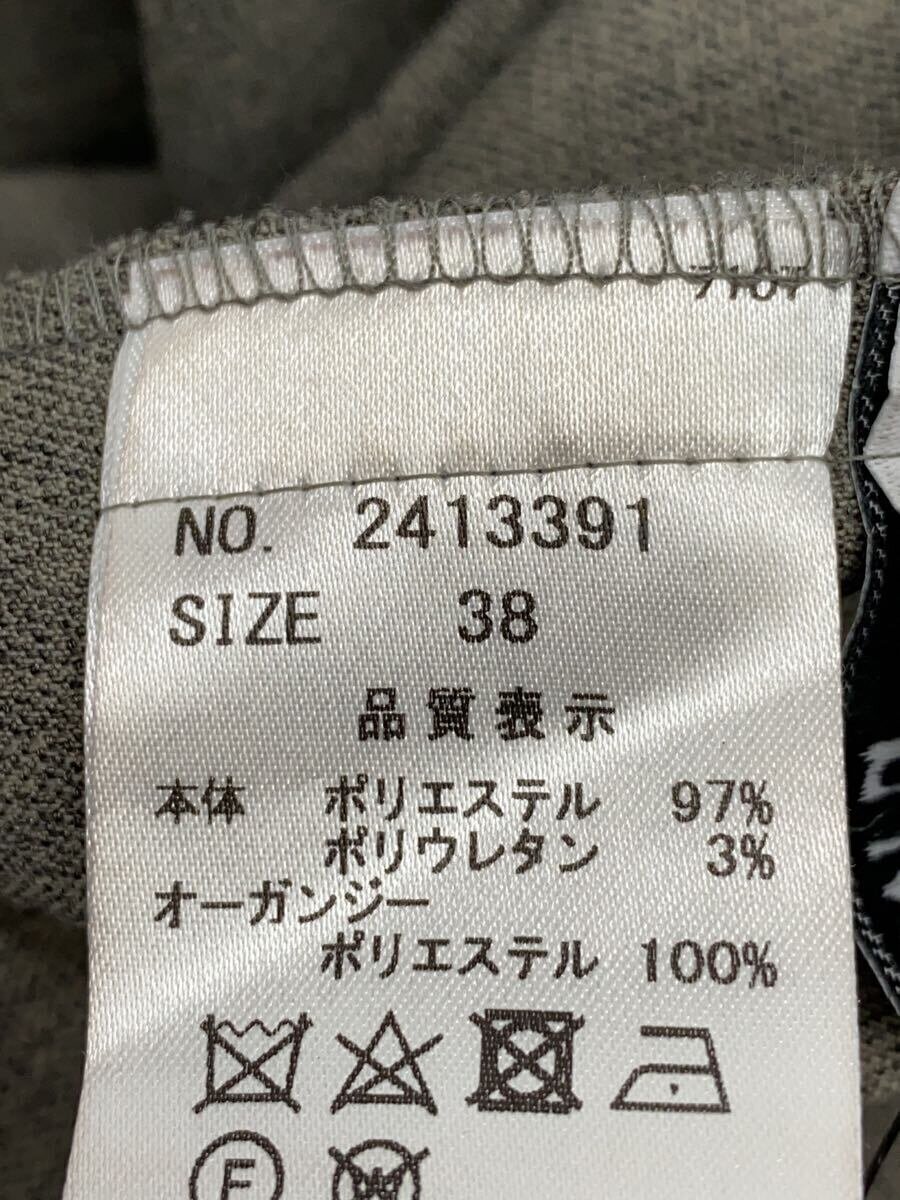 NO. 2413391
SIZE 38
品質表示
本体 ポリエステル 97%
ポリウレタン 3%
オーガンジー
ポリエステル 100%
F
W